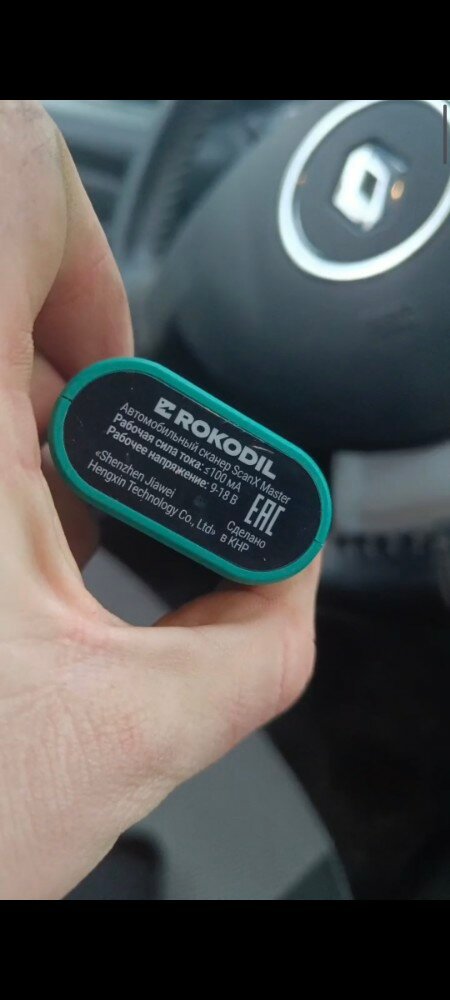 ROKODIL
Автомобильный сканер ScanX Master
Рабочая сила тока: ≤100 мА
Рабочее напряжение: 9-18 В
«Shenzhen Jiawei
Hengxin Technology Co., Ltd»
EAC
Сделано
в КНР